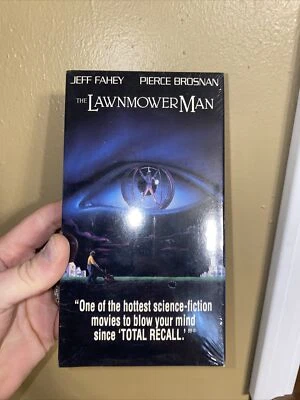 JEFF FAHEY PIERCE BROSNAN
THE LAWNMOWER MAN
"One of the hottest science-fiction
movies to blow your mind
since 'TOTAL RECALL.'"